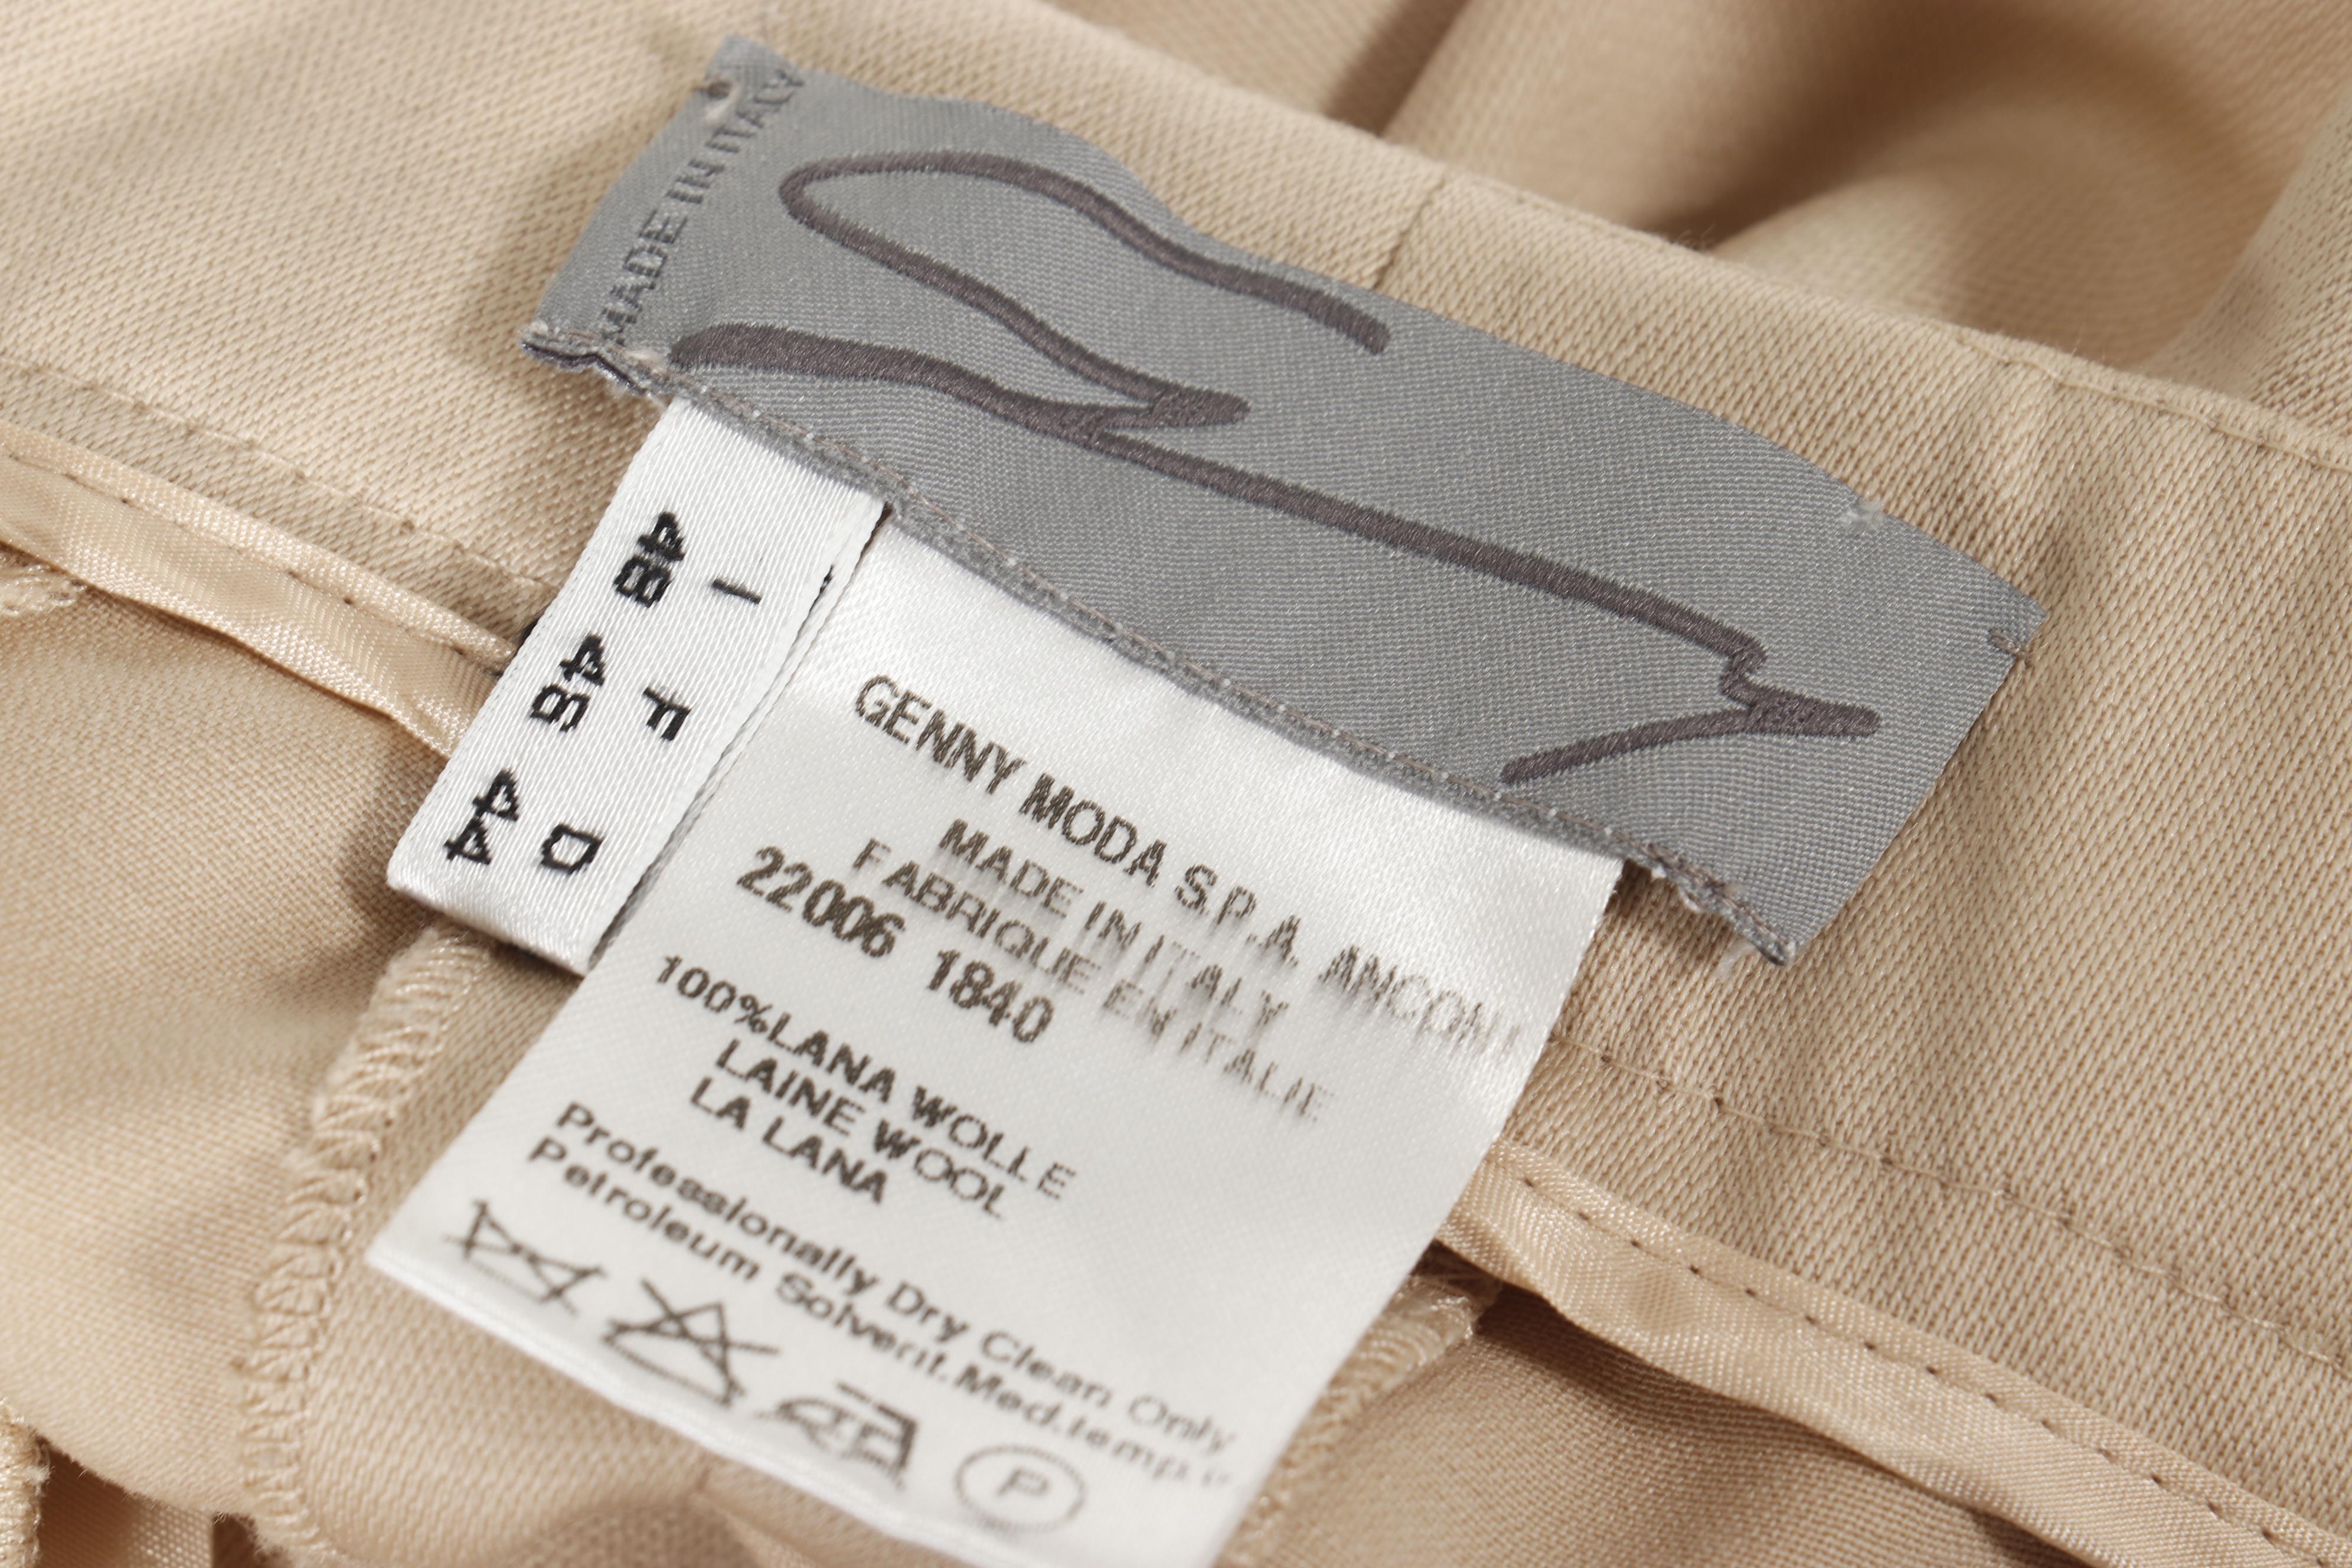 MADE IN ITALY
I 48
F 48
D 44
GENNY MODA S.P.A. ANCONA
MADE IN ITALY
FABRIQUE EN ITALIE
22006 1840
100%LANA WOLLE
LAINE WOOL
LA LANA
Professionally Dry Clean Only
Petroleum Solvent.Med.temp.
P